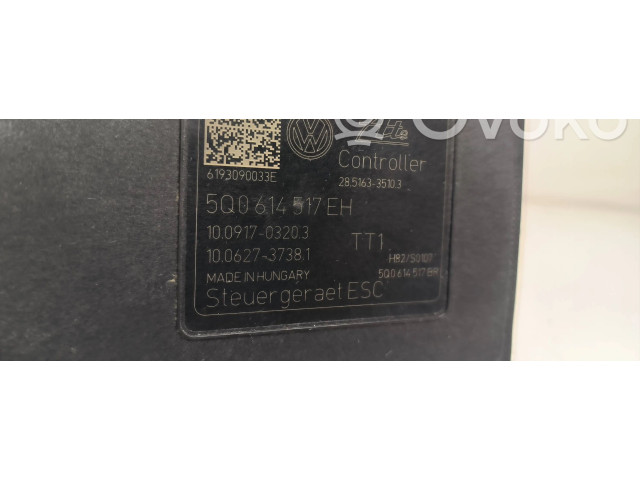 OVOKO
Controller
6193090033E
28.5163-3510.3
5Q0 614 517 EH
10.0917-0320.3
TT1
10.0627-3738.1
HB2/S0107
MADE IN HUNGARY
5Q0 614 517 BR
Steuergeraet ESC